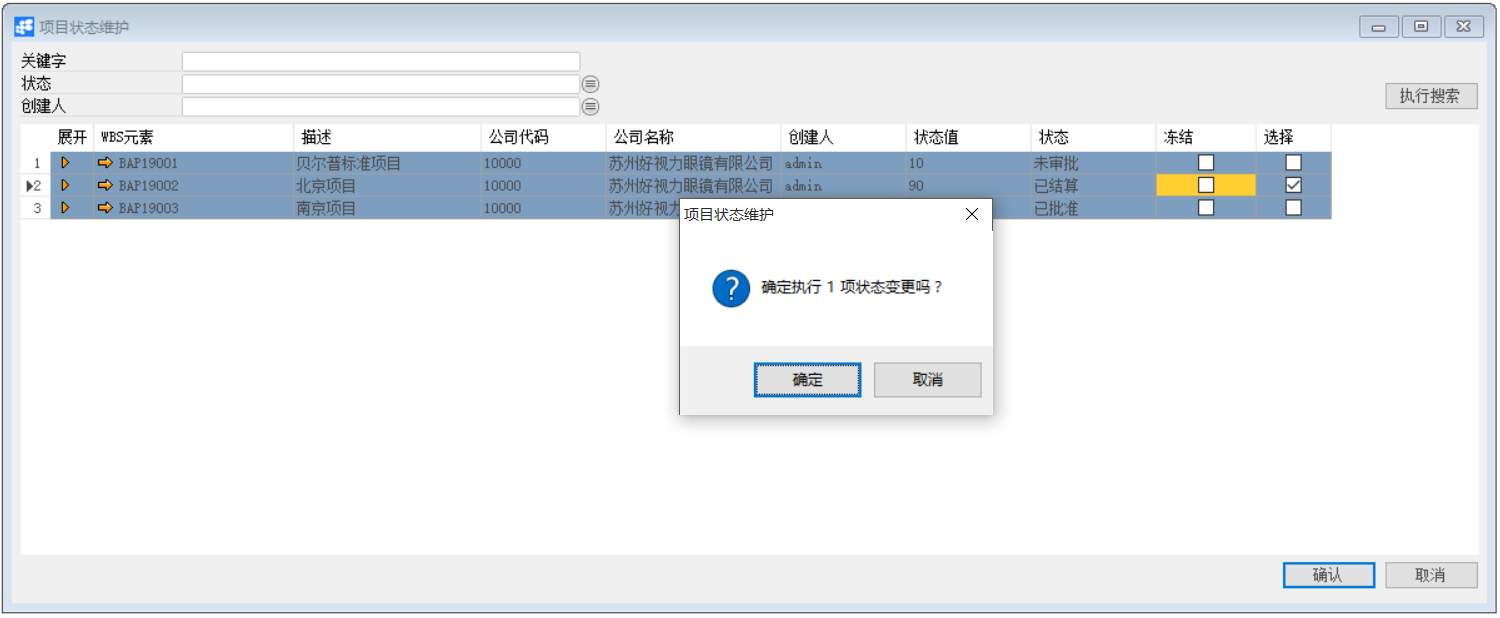 项目状态维护
关键字
状态
创建人
执行搜索
展开 WBS元素 描述 公司代码 公司名称 创建人 状态值 状态 冻结 选择
1 BAP19001 贝尔普标准项目 10000 苏州好视力眼镜有限公司 admin 10 未审批
2 BAP19002 北京项目 10000 苏州好视力眼镜有限公司 admin 90 已结算
3 BAP19003 南京项目 10000 苏州好视力 已批准
项目状态维护
? 确定执行 1 项状态变更吗？
确定 取消
确认 取消